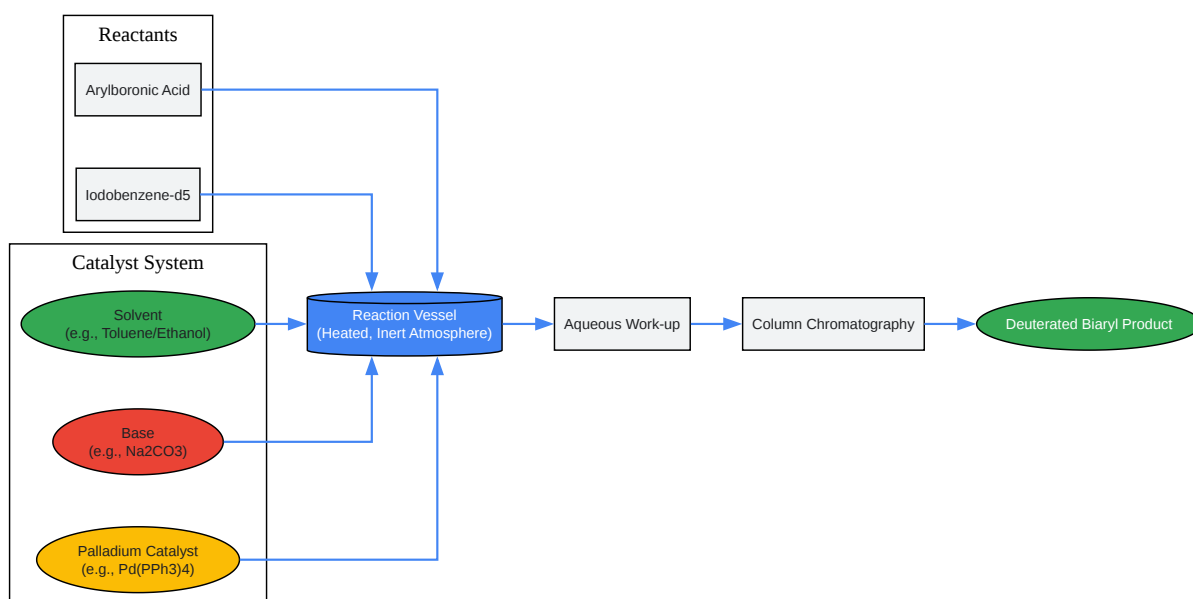 Reactants
Arylboronic Acid
Iodobenzene-d5
Catalyst System
Solvent
(e.g., Toluene/Ethanol)
Base
(e.g., Na2CO3)
Palladium Catalyst
(e.g., Pd(PPh3)4)
Reaction Vessel
(Heated, Inert Atmosphere)
Aqueous Work-up
Column Chromatography
Deuterated Biaryl Product